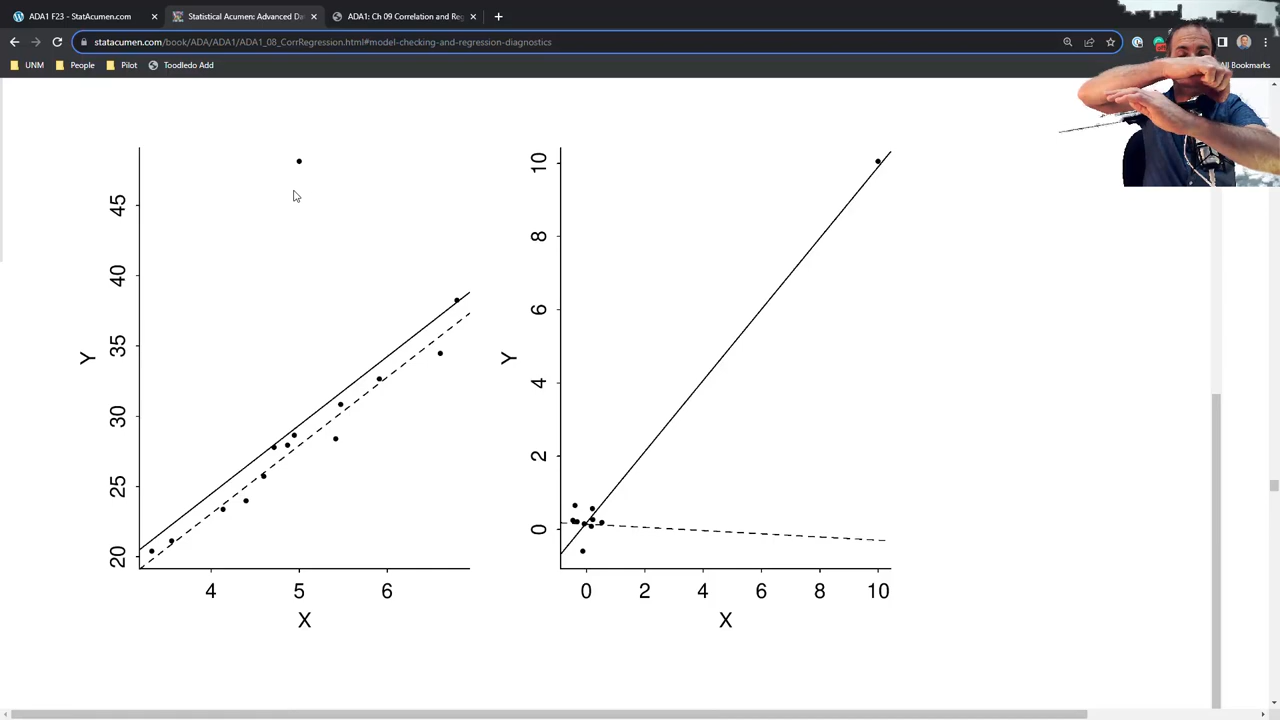 ADA1 F23 - StatAcumen.com
Statistical Acumen: Advanced Da
ADA1: Ch 09 Correlation and Reg
statacumen.com/book/ADA/ADA1/ADA1_08_CorrRegression.html#model-checking-and-regression-diagnostics
UNM
People
Pilot
Toodledo Add
All Bookmarks
45
40
35
30
25
20
Y
4 5 6
X
10
8
6
4
2
0
Y
0 2 4 6 8 10
X